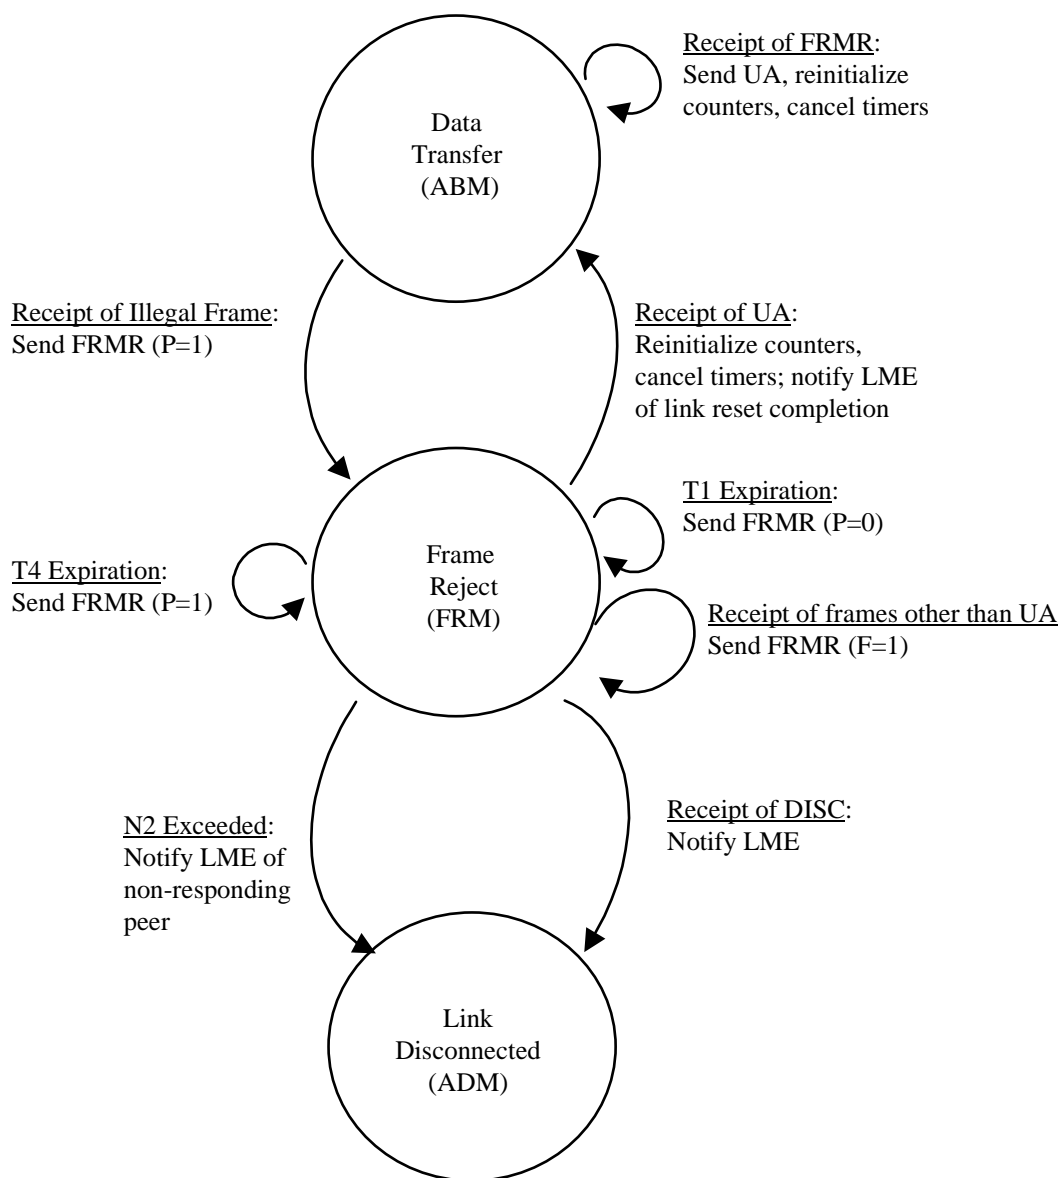 Receipt of FRMR:
Send UA, reinitialize
counters, cancel timers
Data
Transfer
(ABM)
Receipt of Illegal Frame:
Send FRMR (P=1)
Receipt of UA:
Reinitialize counters,
cancel timers; notify LME
of link reset completion
T1 Expiration:
Send FRMR (P=0)
T4 Expiration:
Send FRMR (P=1)
Frame
Reject
(FRM)
Receipt of frames other than UA
Send FRMR (F=1)
N2 Exceeded:
Notify LME of
non-responding
peer
Receipt of DISC:
Notify LME
Link
Disconnected
(ADM)